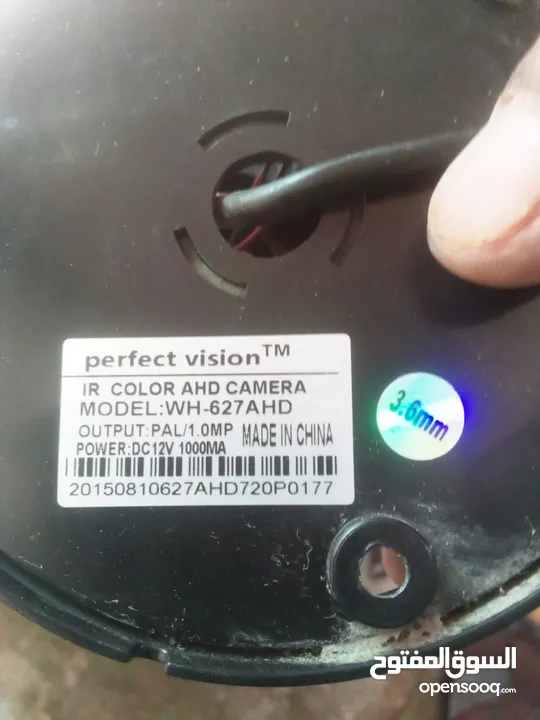 perfect vision™
IR COLOR AHD CAMERA
MODEL:WH-627AHD
OUTPUT:PAL/1.0MP
MADE IN CHINA
POWER:DC12V 1000MA
20150810627AHD720P0177
3.6mm
السوق المفتوح
opensooq.com